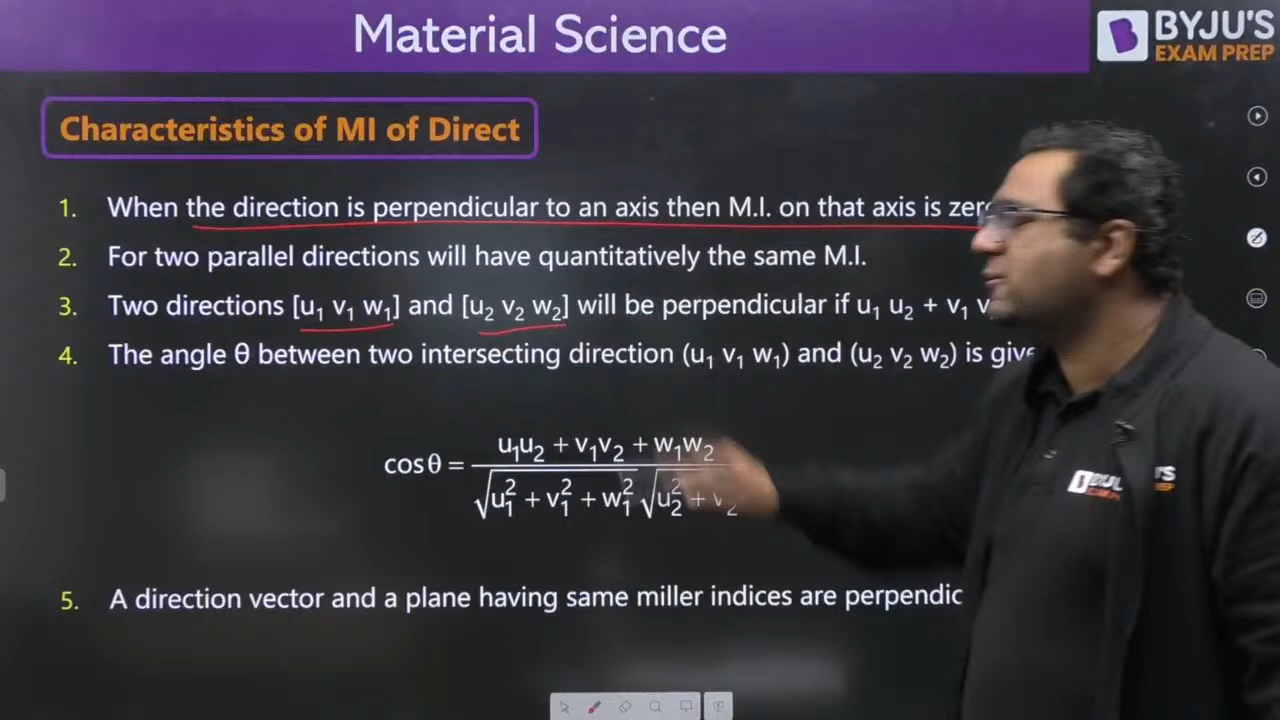 Material Science
BYJU'S
EXAM PREP
Characteristics of MI of Direct
1. When the direction is perpendicular to an axis then M.I. on that axis is
2. For two parallel directions will have quantitatively the same M.I.
3. Two directions [u₁ v₁ w₁] and [u₂ v₂ w₂] will be perpendicular if u₁ u₂ + v₁ v
4. The angle θ between two intersecting direction (u₁ v₁ w₁) and (u₂ v₂ w₂) is
cosθ = u₁u₂ + v₁v₂ + w₁w₂
√u₁² + v₁² + w₁² √u₂² + v₂
5. A direction vector and a plane having same miller indices are